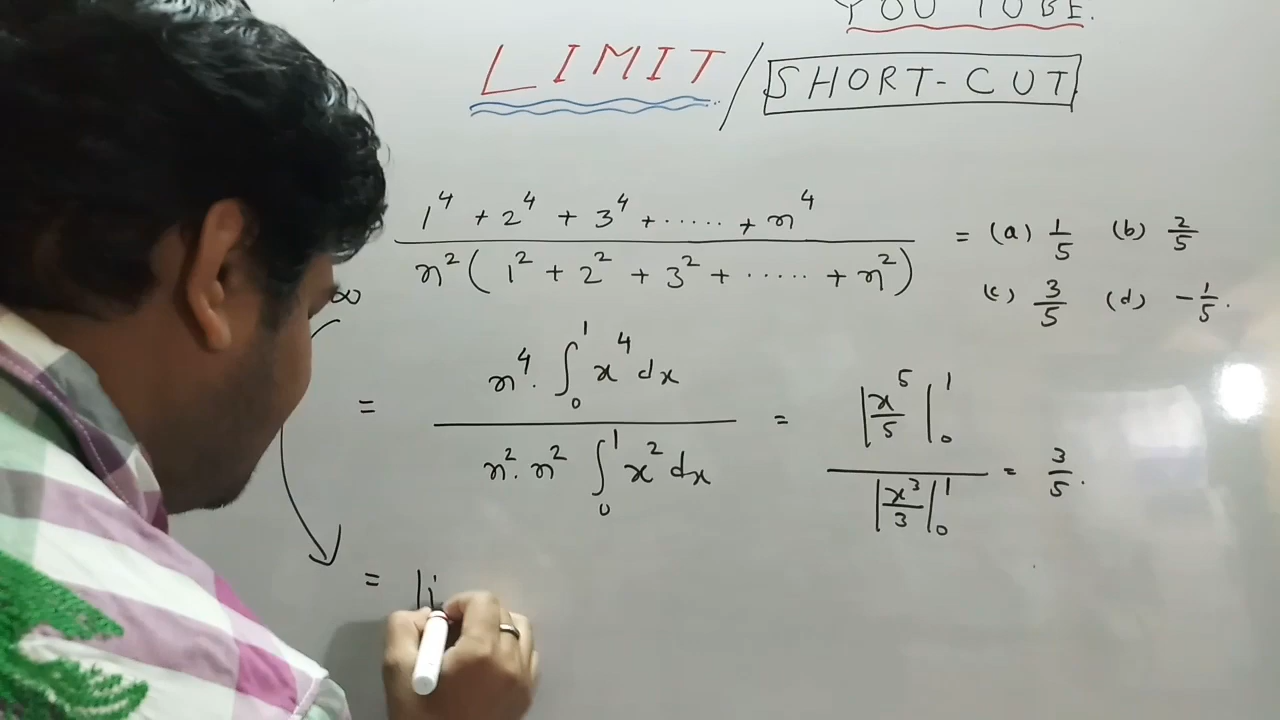 YOU TUBE.
LIMIT / SHORT-CUT
1⁴ + 2⁴ + 3⁴ + ...... + n⁴
n² ( 1² + 2² + 3² + ..... + n² )
= (a) 1/5 (b) 2/5
(c) 3/5 (d) -1/5.
∞
= n⁴. ∫₀¹ x⁴ dx / n². n² ∫₀¹ x² dx = |x⁵/5|₀¹ / |x³/3|₀¹ = 3/5.
= li